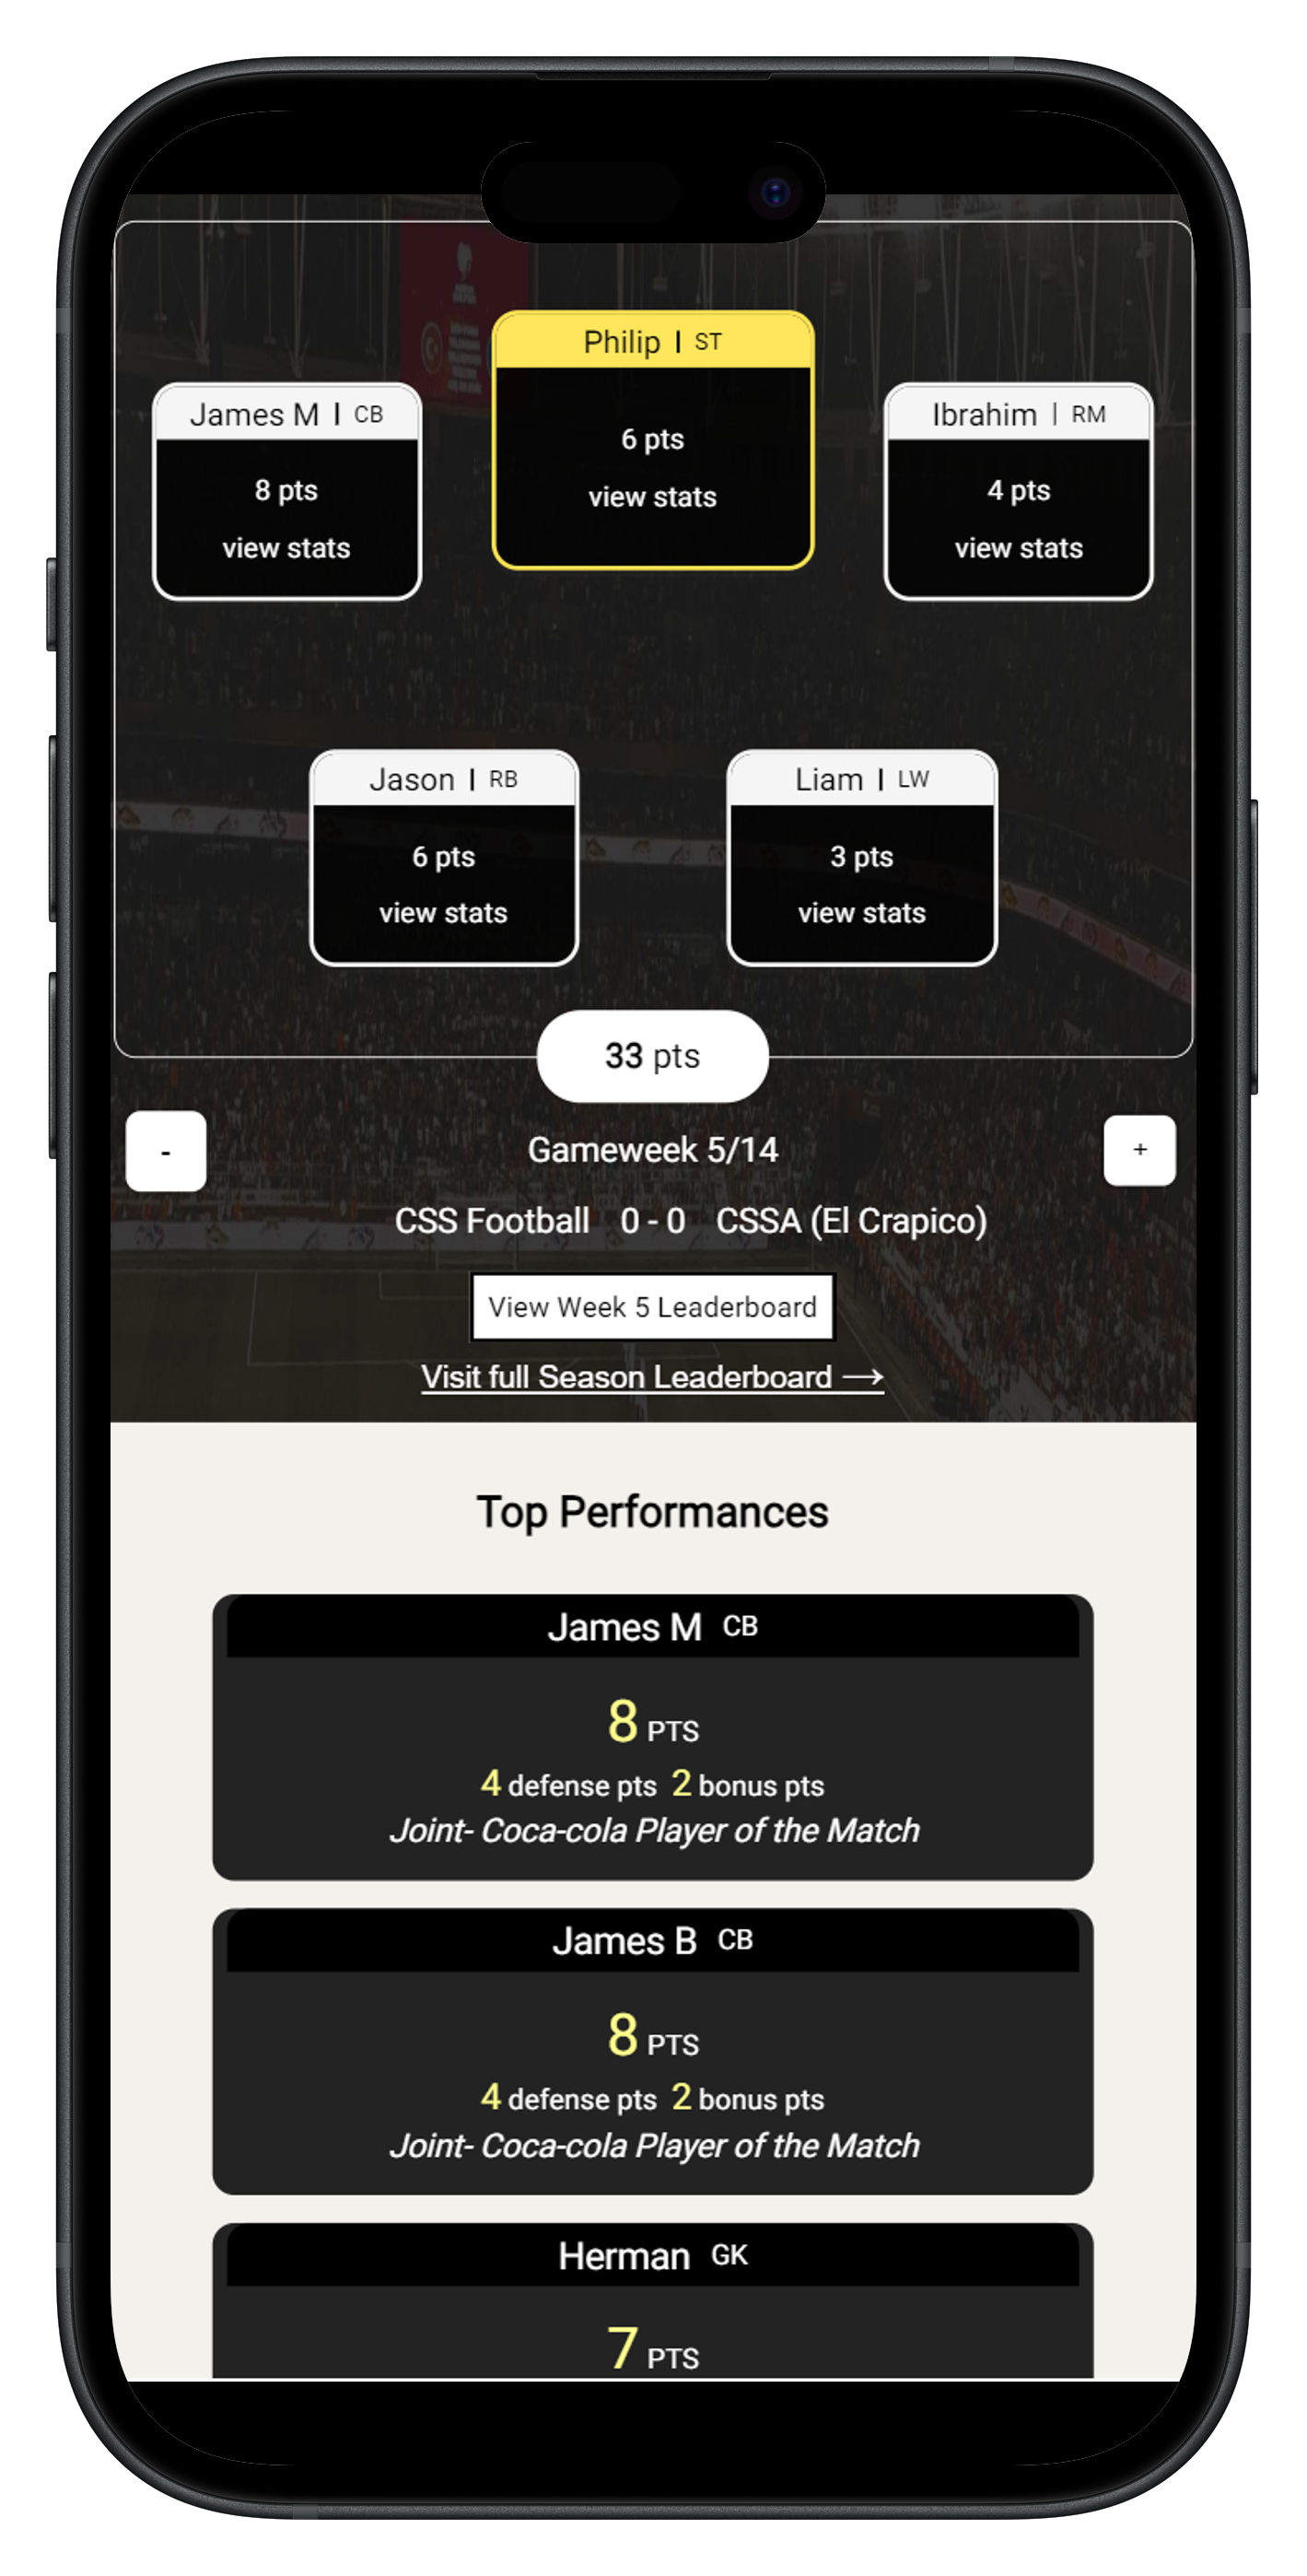 Philip | ST
6 pts
view stats
James M | CB
8 pts
view stats
Ibrahim | RM
4 pts
view stats
Jason | RB
6 pts
view stats
Liam | LW
3 pts
view stats
33 pts
-
Gameweek 5/14
+
CSS Football 0 - 0 CSSA (El Crapico)
View Week 5 Leaderboard
Visit full Season Leaderboard →
Top Performances
James M CB
8 PTS
4 defense pts 2 bonus pts
Joint- Coca-cola Player of the Match
James B CB
8 PTS
4 defense pts 2 bonus pts
Joint- Coca-cola Player of the Match
Herman GK
7 PTS